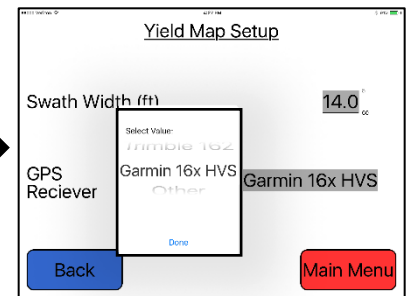 Yield Map Setup
Swath Width (ft)
14.0
Select Value:
Trimble 162
Garmin 16x HVS
Other
Done
GPS
Reciever
Garmin 16x HVS
Back
Main Menu